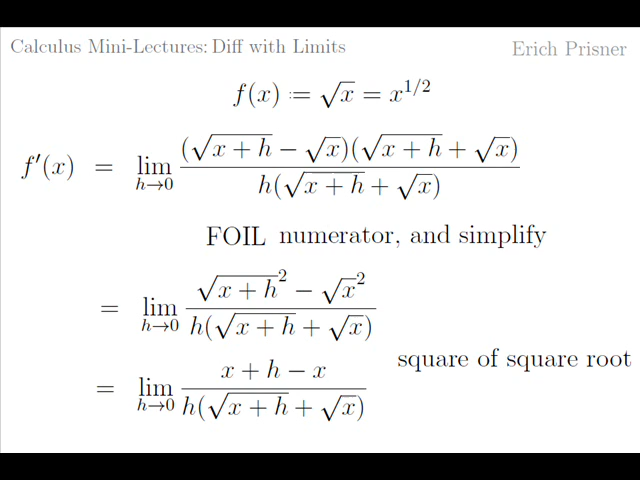 Calculus Mini-Lectures: Diff with Limits
Erich Prisner
f(x) := √x = x^{1/2}
f′(x) = lim_{h→0} (√(x + h) − √x)(√(x + h) + √x) / h(√(x + h) + √x)
FOIL numerator, and simplify
= lim_{h→0} √(x + h)² − √x² / h(√(x + h) + √x)
square of square root
= lim_{h→0} x + h − x / h(√(x + h) + √x)